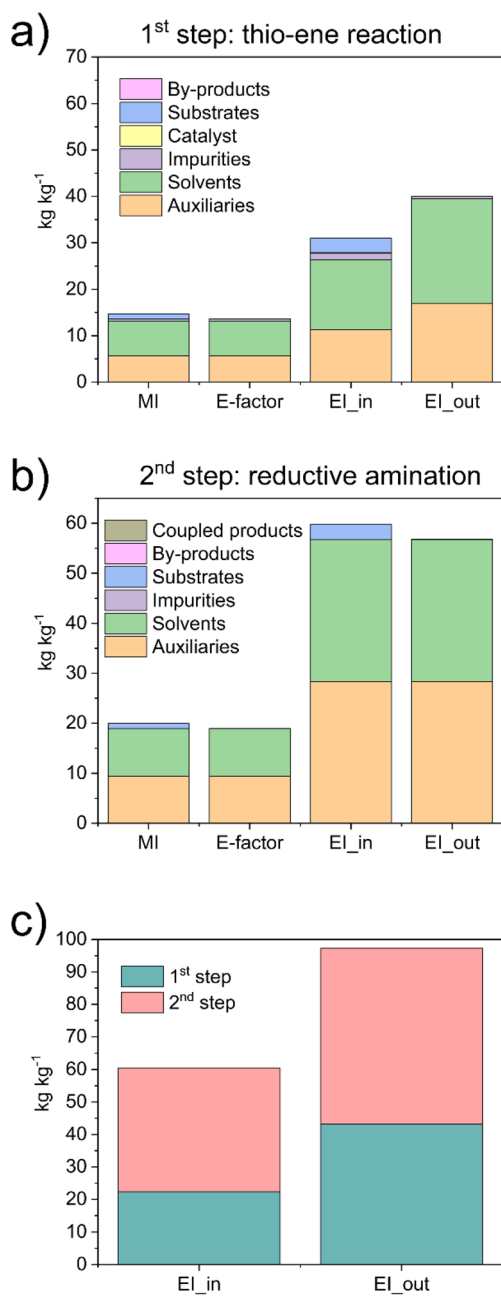 a)
1st step: thio-ene reaction
70
60
50
40
30
20
10
0
kg kg-1
By-products
Substrates
Catalyst
Impurities
Solvents
Auxiliaries
MI E-factor EI_in EI_out
b)
2nd step: reductive amination
60
50
40
30
20
10
0
kg kg-1
Coupled products
By-products
Substrates
Impurities
Solvents
Auxiliaries
MI E-factor EI_in EI_out
c)
100
90
80
70
60
50
40
30
20
10
0
kg kg-1
1st step
2nd step
EI_in EI_out